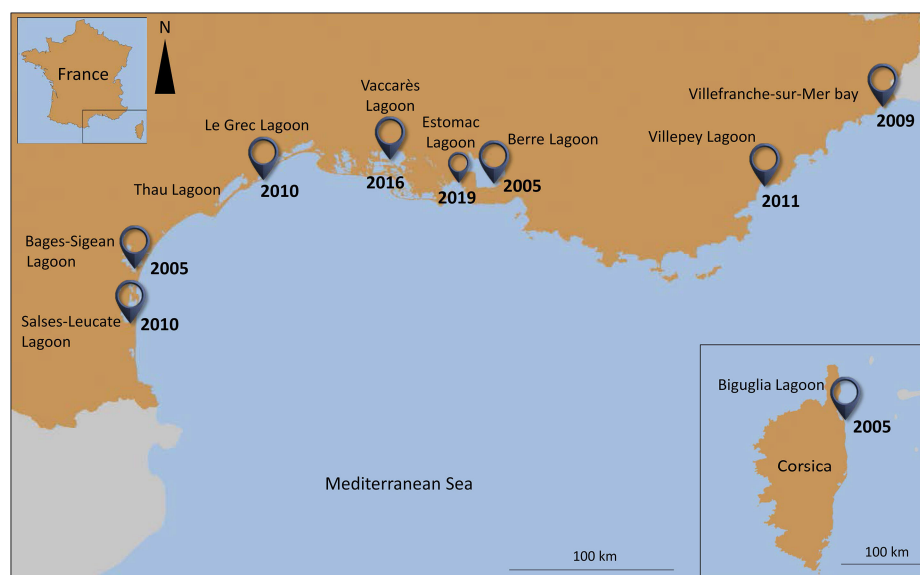 France
N
Vaccarès
Lagoon
Villefranche-sur-Mer bay
2009
Le Grec Lagoon
Estomac
Lagoon
Berre Lagoon
Villepey Lagoon
Thau Lagoon
2010
2016
2019
2005
2011
Bages-Sigean
Lagoon
2005
Salses-Leucate
Lagoon
2010
Biguglia Lagoon
2005
Corsica
Mediterranean Sea
100 km
100 km